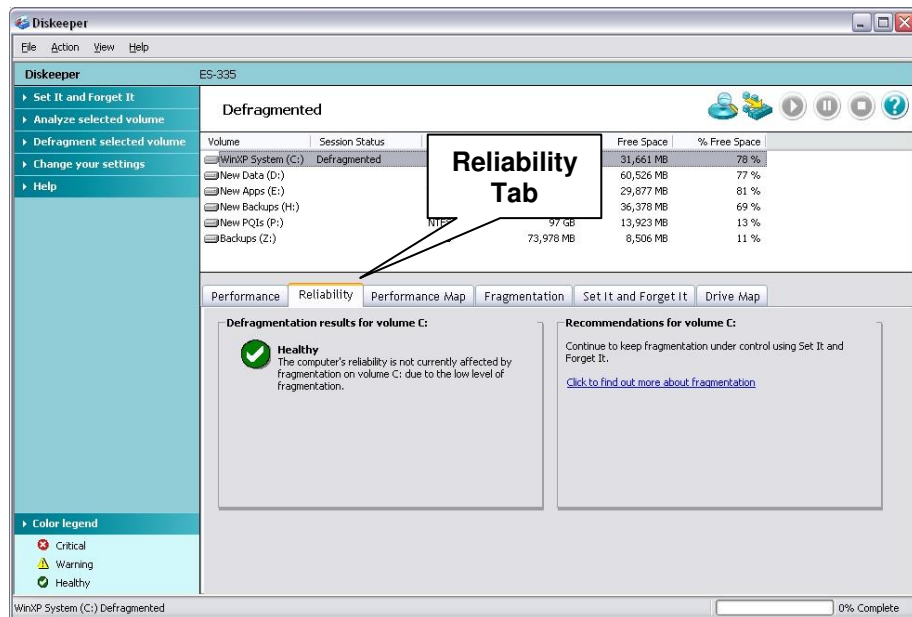 Diskeeper
File Action View Help
Diskeeper ES-335
Set It and Forget It
Analyze selected volume
Defragment selected volume
Change your settings
Help
Defragmented
Volume Session Status Free Space % Free Space
WinXP System (C:) Defragmented 31,661 MB 78 %
New Data (D:) 60,526 MB 77 %
New Apps (E:) 29,877 MB 81 %
New Backups (H:) 36,378 MB 69 %
New PQIs (P:) 97 GB 13,923 MB 13 %
Backups (Z:) 73,978 MB 8,506 MB 11 %
Reliability
Tab
Performance Reliability Performance Map Fragmentation Set It and Forget It Drive Map
Defragmentation results for volume C:
Healthy
The computer's reliability is not currently affected by
fragmentation on volume C: due to the low level of
fragmentation.
Recommendations for volume C:
Continue to keep fragmentation under control using Set It and
Forget It.
Click to find out more about fragmentation
Color legend
Critical
Warning
Healthy
WinXP System (C:) Defragmented 0% Complete